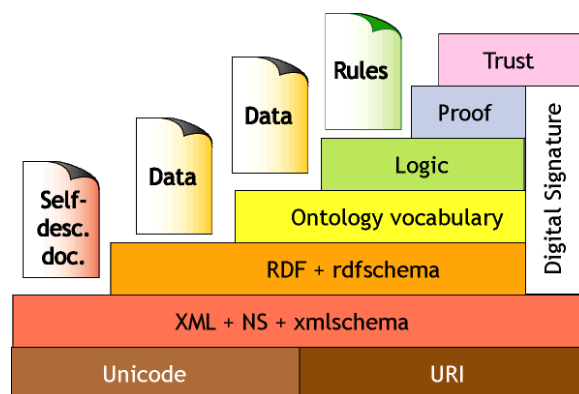 Trust
Rules
Proof
Data
Logic
Data
Digital Signature
Self-
desc.
doc.
Ontology vocabulary
RDF + rdfschema
XML + NS + xmlschema
Unicode
URI